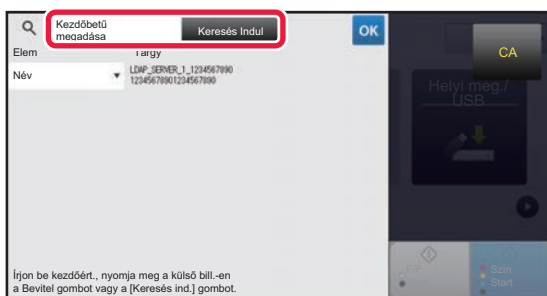 Kezdőbetű
megadása
Keresés Indul
OK
CA
Elem
Tárgy
Név
LDAP_SERVER_1_1234567890
12345678901234567890
Helyi meg./
USB
Szín
Start
Írjon be kezdőért., nyomja meg a külső bill.-en
a Bevitel gombot vagy a [Keresés ind.] gombot.